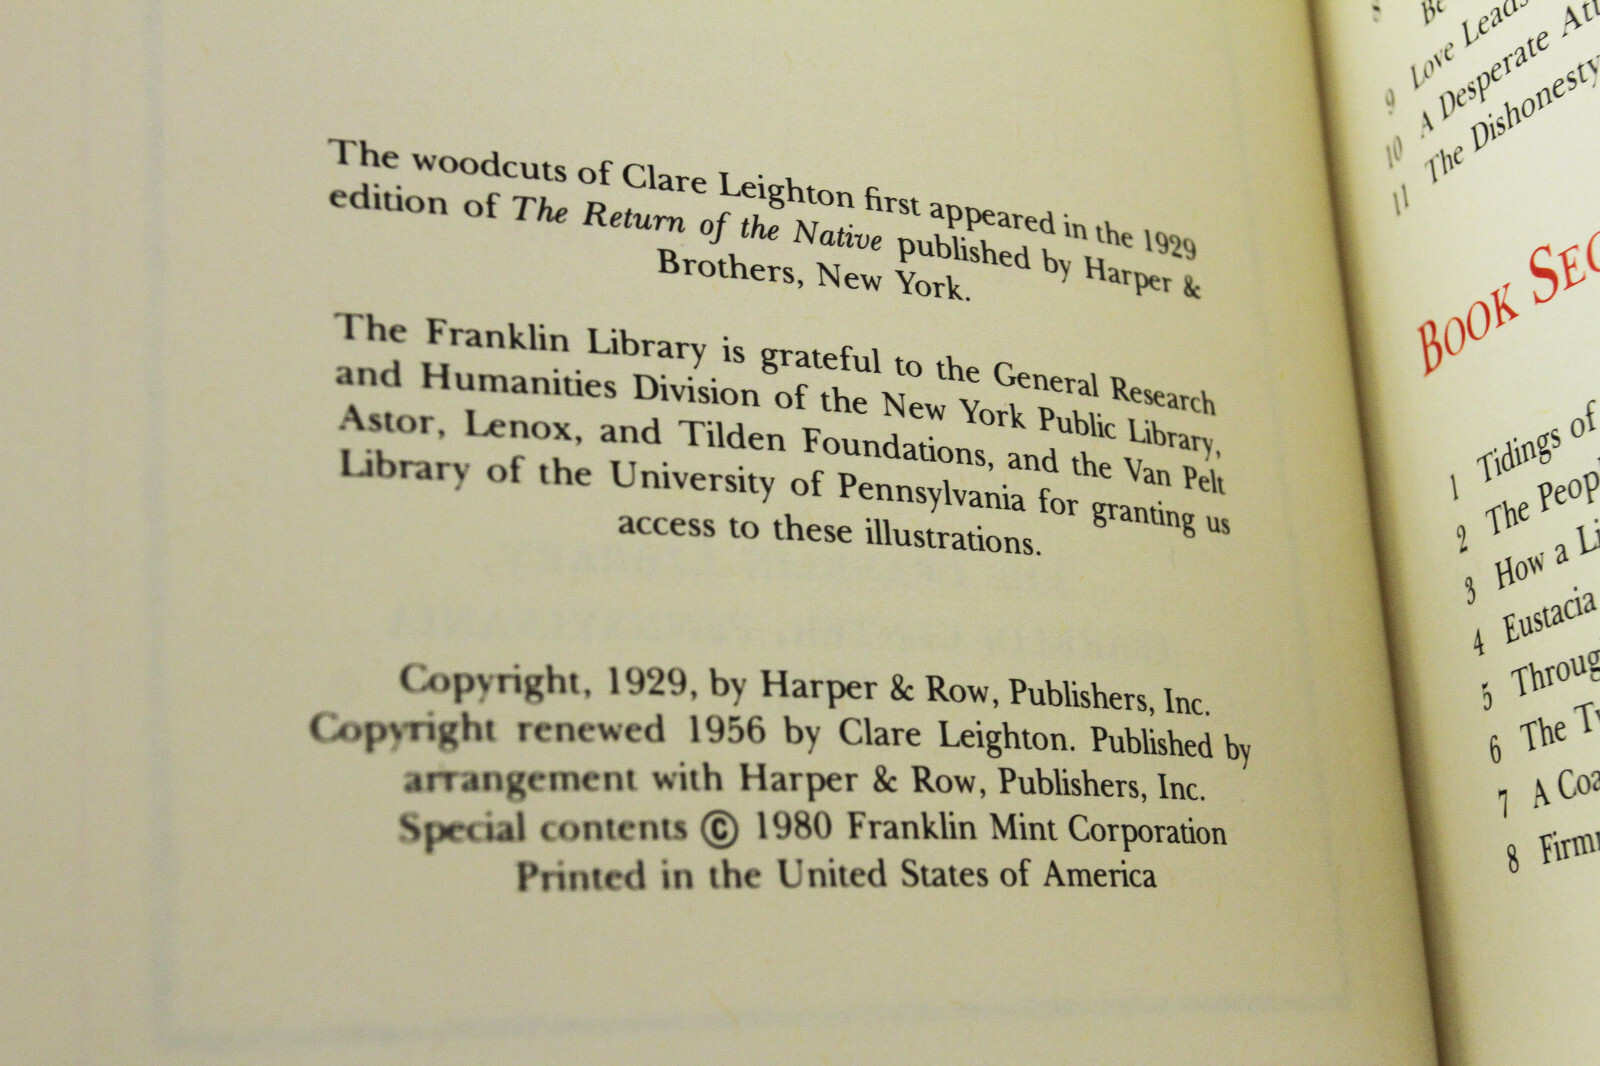 The woodcuts of Clare Leighton first appeared in the 1929
edition of The Return of the Native published by Harper &
Brothers, New York.
The Franklin Library is grateful to the General Research
and Humanities Division of the New York Public Library,
Astor, Lenox, and Tilden Foundations, and the Van Pelt
Library of the University of Pennsylvania for granting us
access to these illustrations.
Copyright, 1929, by Harper & Row, Publishers, Inc.
Copyright renewed 1956 by Clare Leighton. Published by
arrangement with Harper & Row, Publishers, Inc.
Special contents © 1980 Franklin Mint Corporation
Printed in the United States of America
8
9 Love Leads
10 A Desperate
11 The Dishonesty
BOOK
1 Tidings of
2 The
3 How a
4 Eustacia
5
6 The
7 A
8